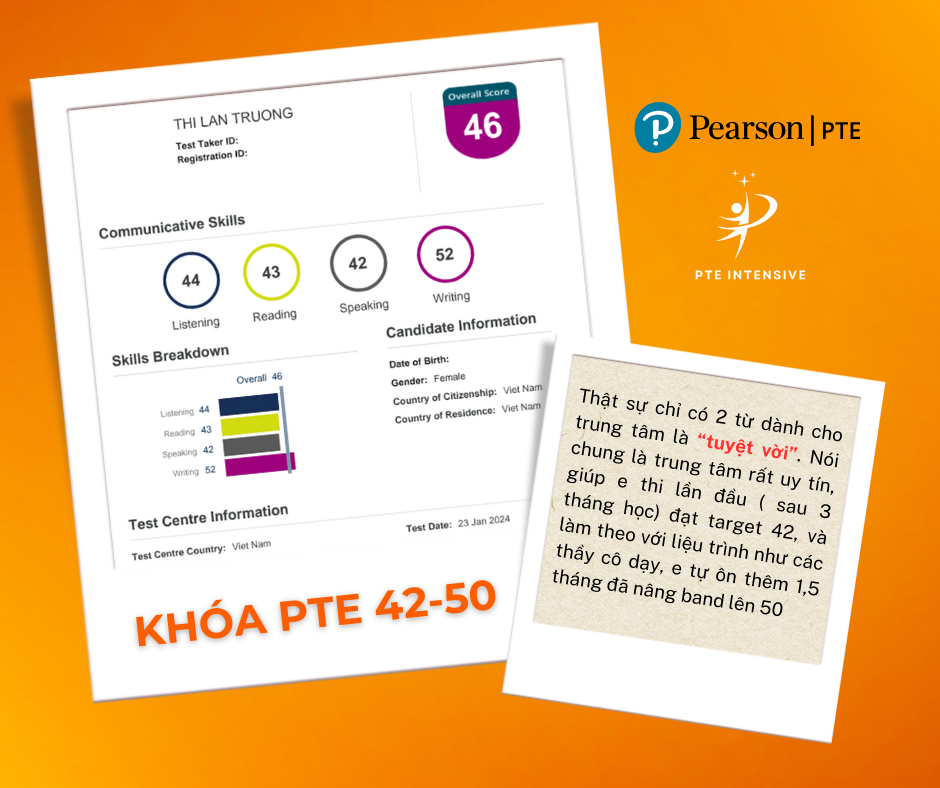 THI LAN TRUONG
Test Taker ID:
Registration ID:
Overall Score
46
Communicative Skills
44
43
42
52
Listening
Reading
Speaking
Writing
Skills Breakdown
Overall 46
Listening 44
Reading 43
Speaking 42
Writing 52
Candidate Information
Date of Birth:
Gender: Female
Country of Citizenship: Viet Nam
Country of Residence: Viet Nam
Test Centre Information
Test Centre Country: Viet Nam
Test Date: 23 Jan 2024
KHÓA PTE 42-50
Pearson | PTE
PTE INTENSIVE
Thật sự chỉ có 2 từ dành cho
trung tâm là “tuyệt vời”. Nói
chung là trung tâm rất uy tín,
giúp e thi lần đầu ( sau 3
tháng học) đạt target 42, và
làm theo với liệu trình như các
thầy cô dạy, e tự ôn thêm 1,5
tháng đã nâng band lên 50